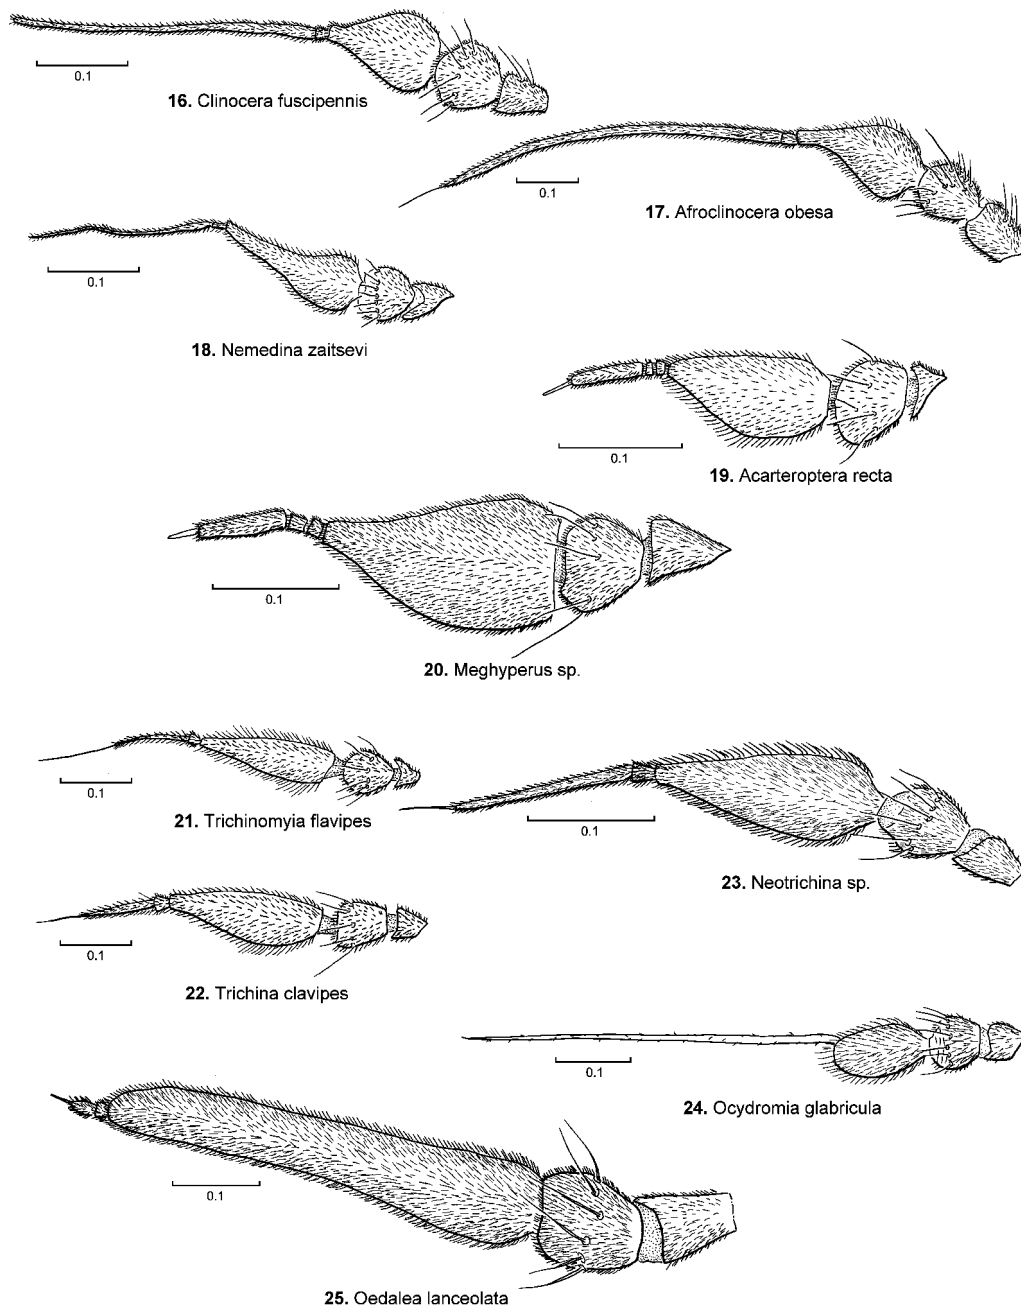 0.1
16. Clinocera fuscipennis
0.1
17. Afroclinocera obesa
0.1
18. Nemedina zaitsevi
0.1
19. Acarteroptera recta
0.1
20. Meghyperus sp.
0.1
21. Trichinomyia flavipes
0.1
23. Neotrichina sp.
0.1
22. Trichina clavipes
0.1
24. Ocydromia glabricula
0.1
25. Oedalea lanceolata